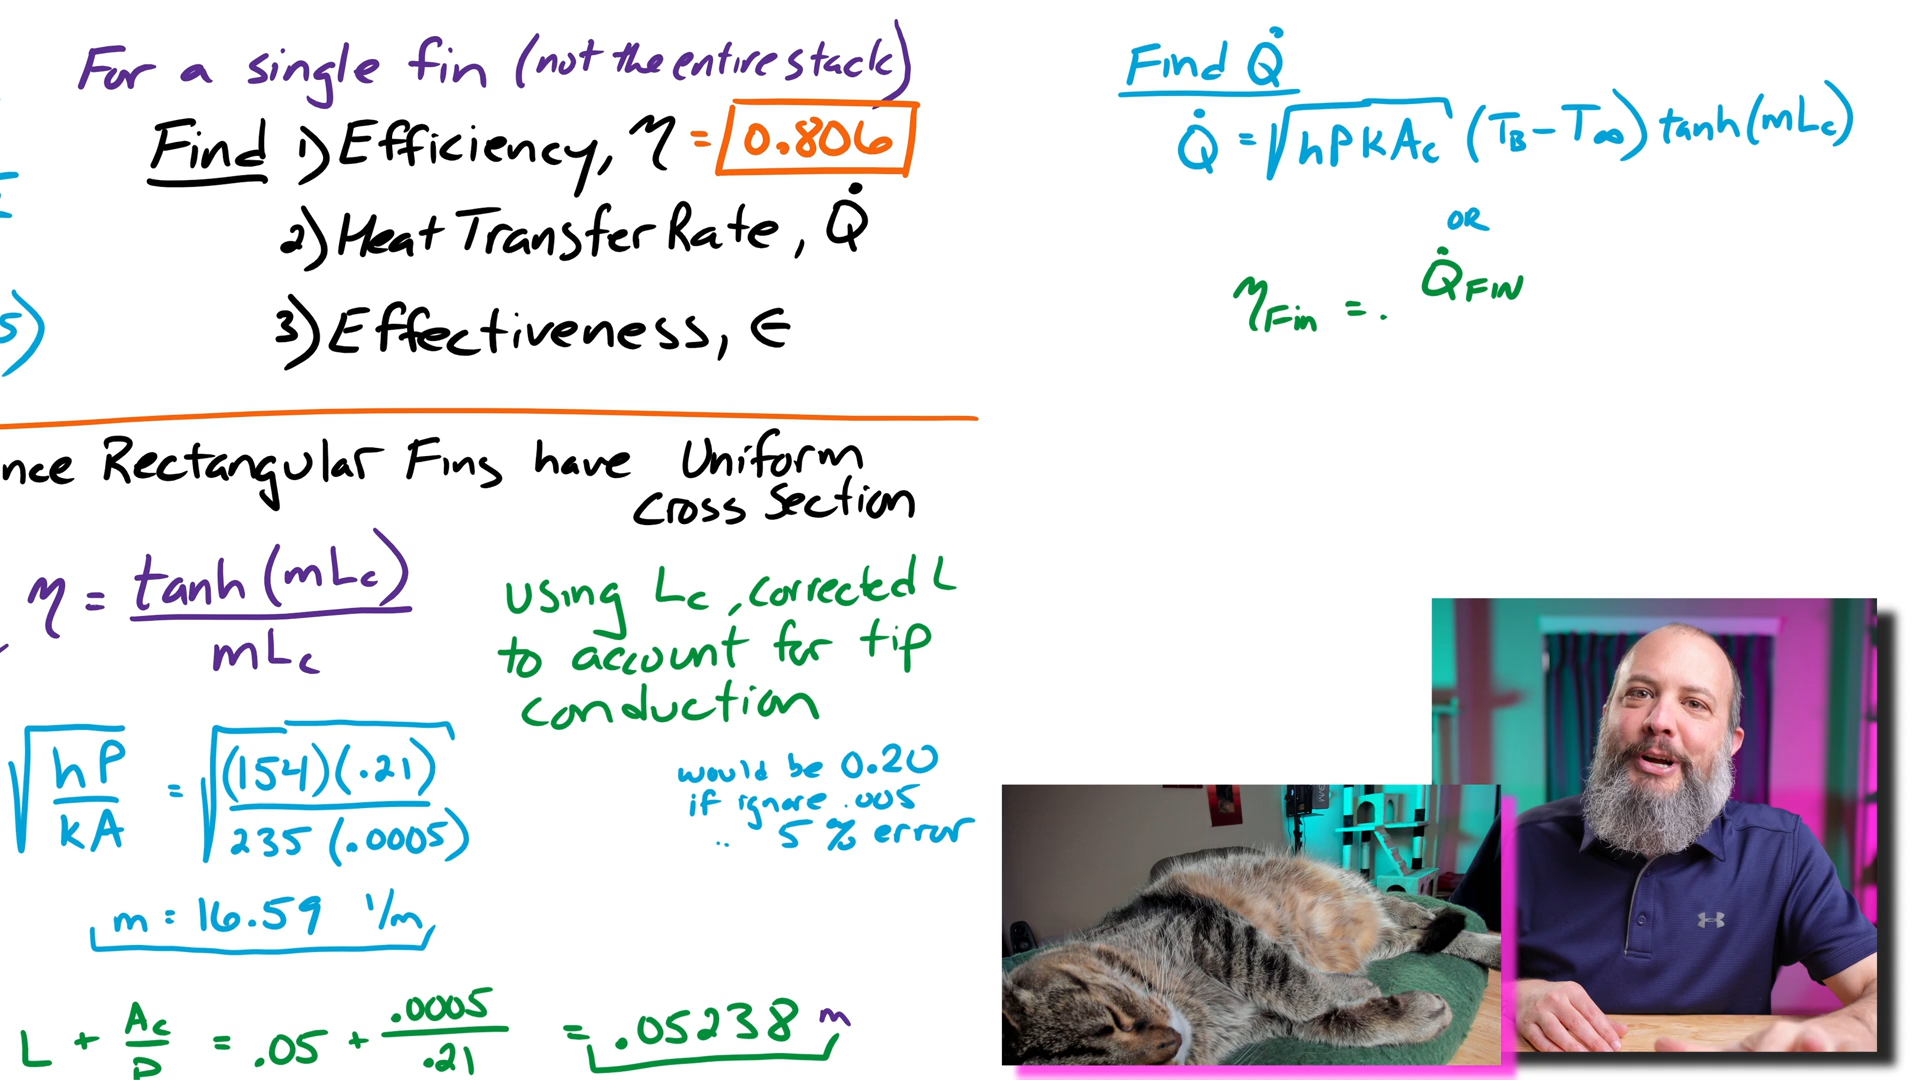 For a single fin (not the entire stack)
Find 1) Efficiency, η = 0.806
2) Heat Transfer Rate, Q̇
3) Effectiveness, ∈
nce Rectangular Fins have Uniform
Cross Section
η = tanh (mLc)
mLc
using Lc, corrected L
to account for tip
conduction
√ hP / kA = √ (154)(.21) / 235 (.0005)
would be 0.20
if ignore .005
.. 5 % error
m = 16.59 1/m
L + Ac / P = .05 + .0005 / .21 = .05238 m
Find Q̇
Q̇ = √hPkAc (TB - T∞) tanh (mLc)
OR
ηFin = . Q̇FIN